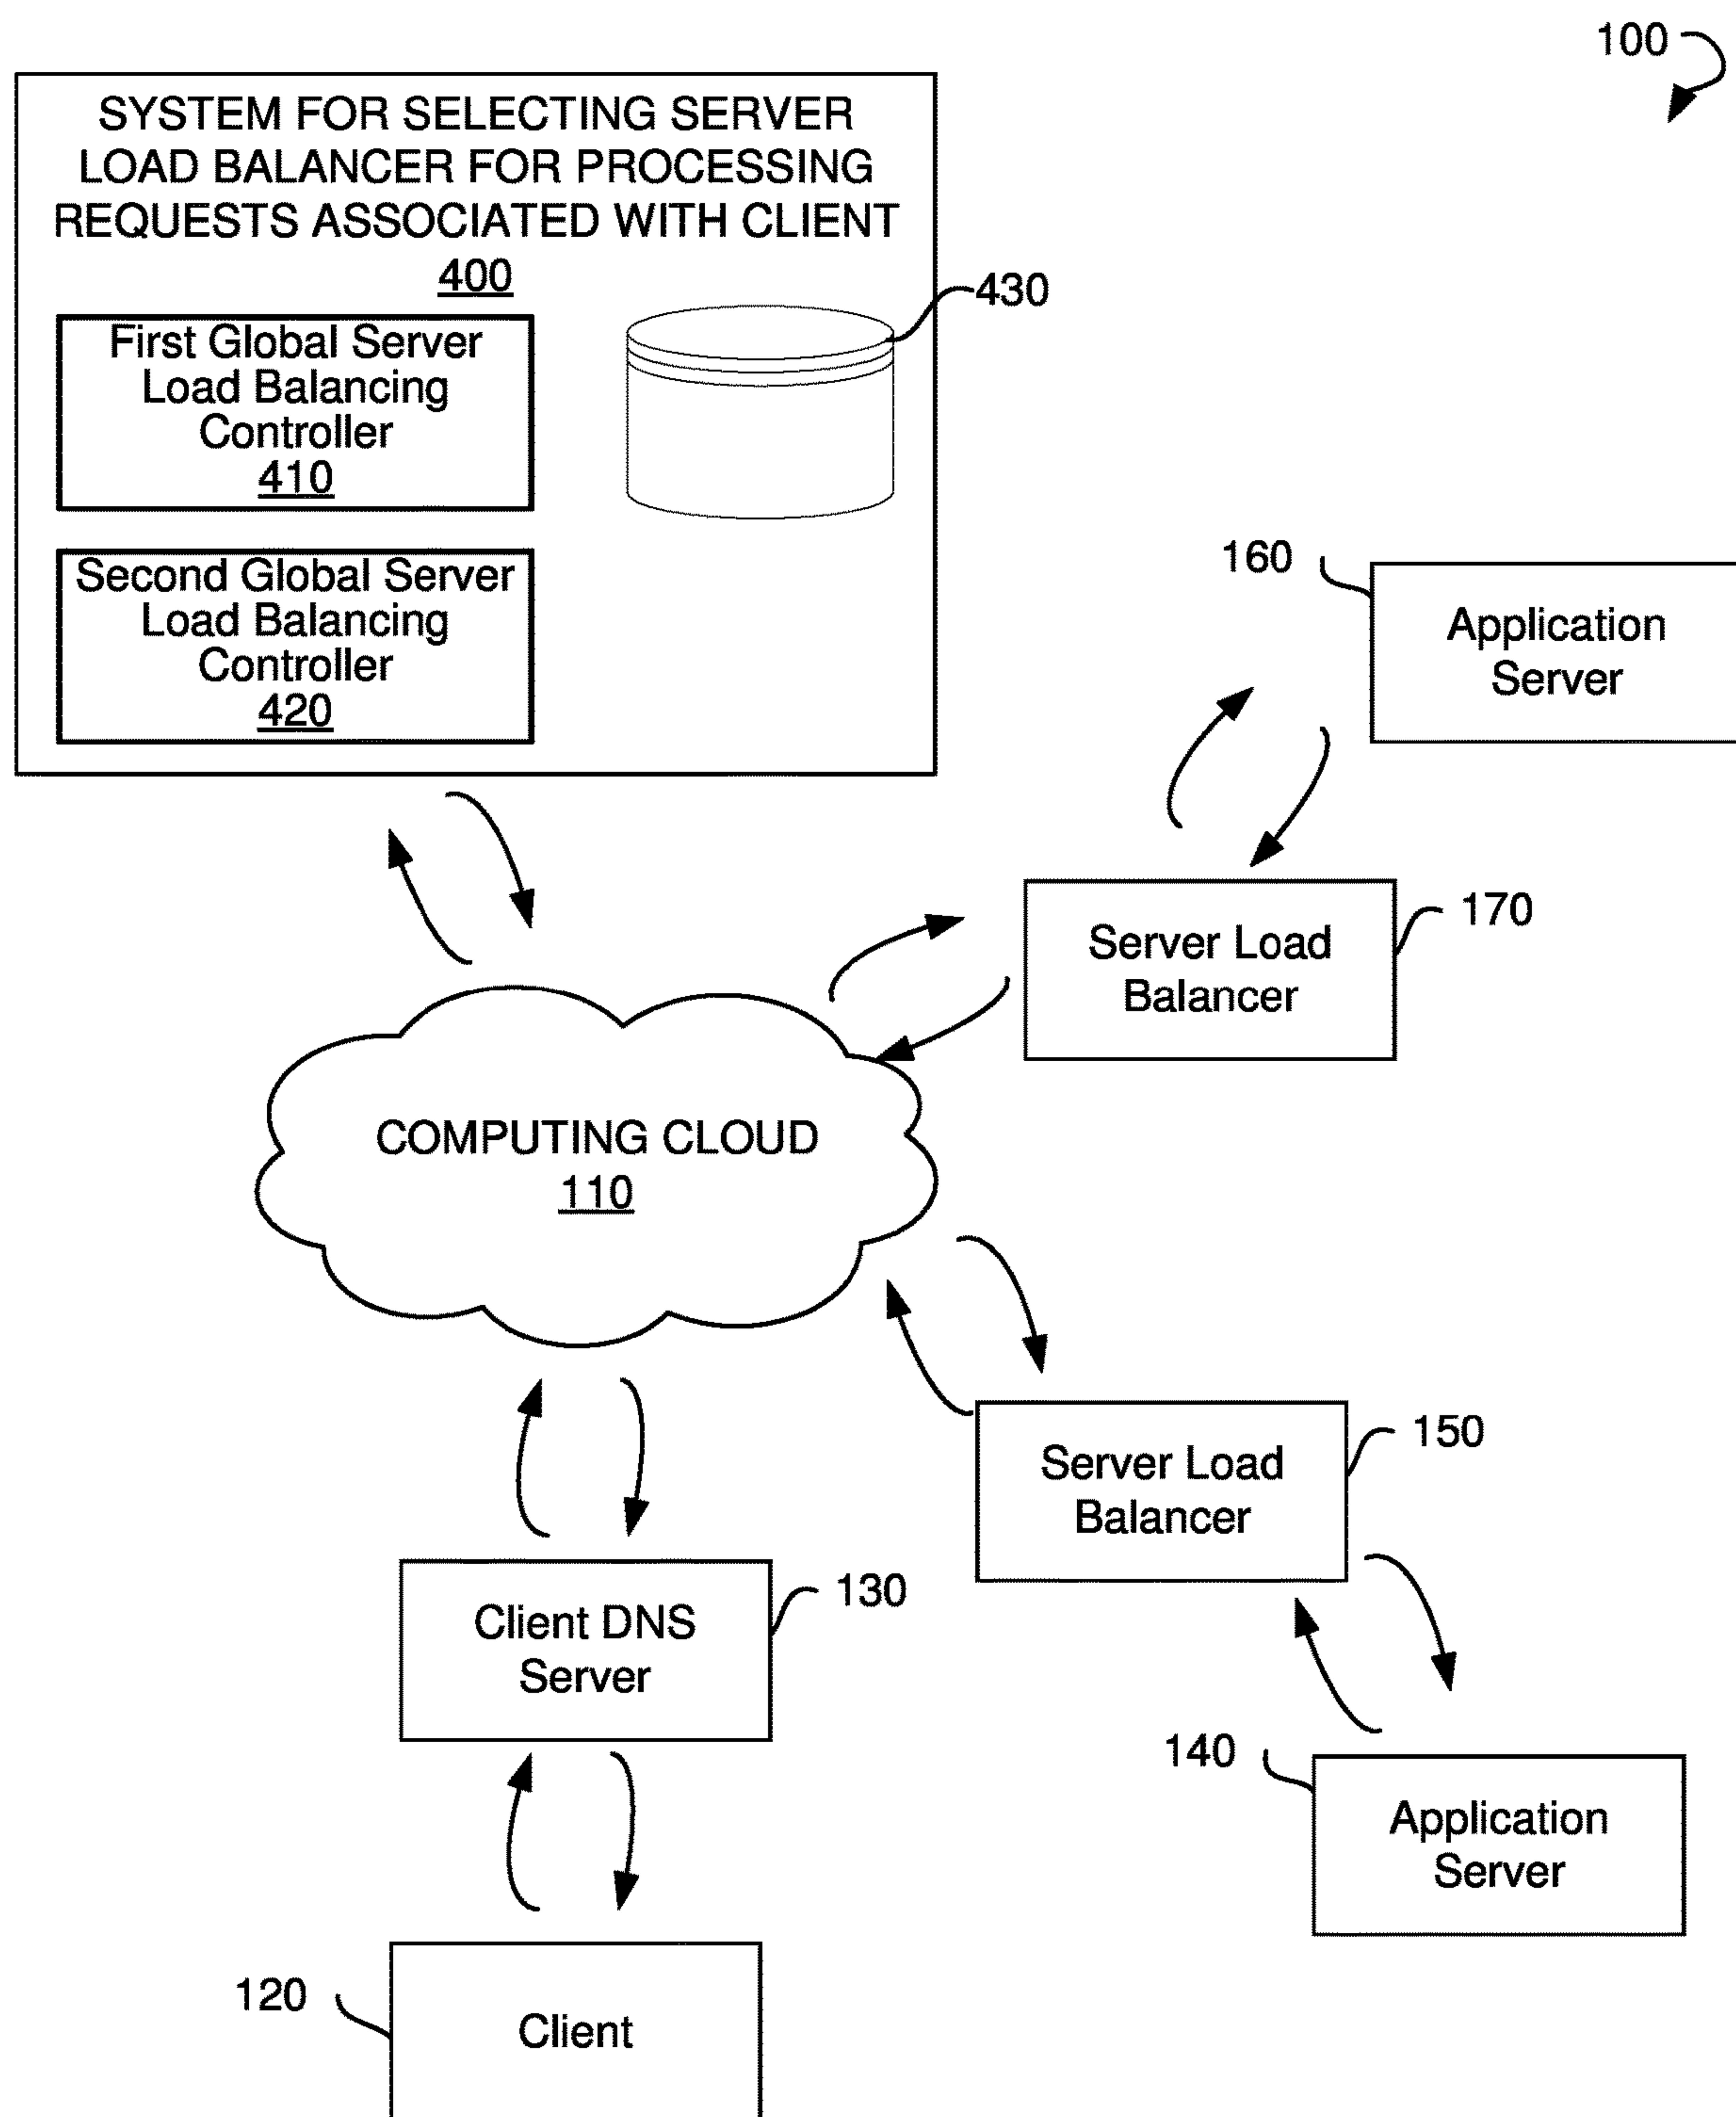 100
SYSTEM FOR SELECTING SERVER
LOAD BALANCER FOR PROCESSING
REQUESTS ASSOCIATED WITH CLIENT
400
430
First Global Server
Load Balancing
Controller
410
Second Global Server
Load Balancing
Controller
420
160
Application
Server
170
Server Load
Balancer
COMPUTING CLOUD
110
150
Server Load
Balancer
130
Client DNS
Server
140
Application
Server
120
Client